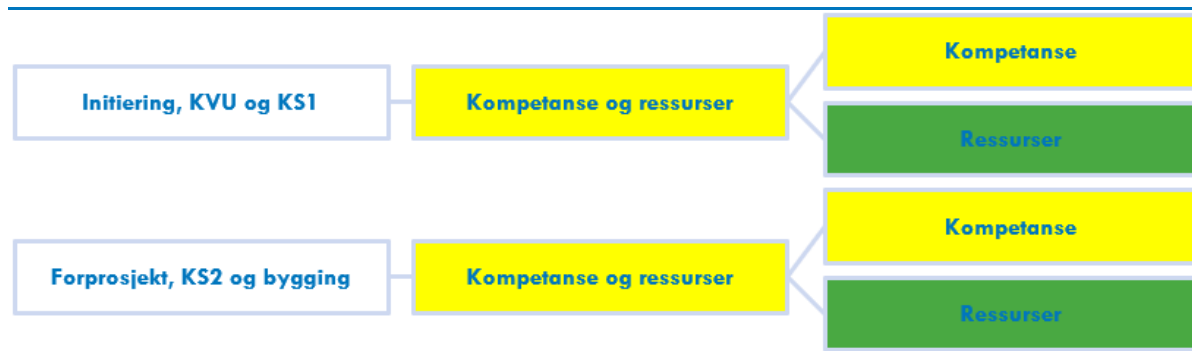 Kompetanse
Initiering, KVU og KS1
Kompetanse og ressurser
Ressurser
Kompetanse
Forprosjekt, KS2 og bygging
Kompetanse og ressurser
Ressurser